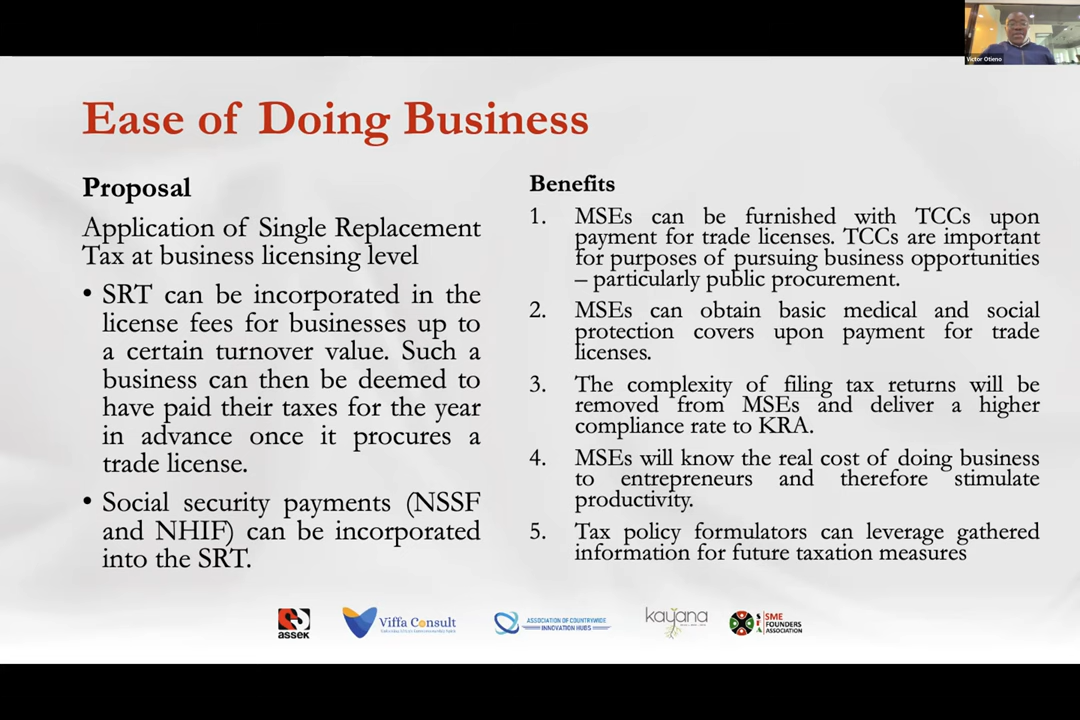 Victor Otieno
Ease of Doing Business
Proposal
Application of Single Replacement
Tax at business licensing level
• SRT can be incorporated in the
license fees for businesses up to
a certain turnover value. Such a
business can then be deemed to
have paid their taxes for the year
in advance once it procures a
trade license.
• Social security payments (NSSF
and NHIF) can be incorporated
into the SRT.
Benefits
1. MSEs can be furnished with TCCs upon
payment for trade licenses. TCCs are important
for purposes of pursuing business opportunities
– particularly public procurement.
2. MSEs can obtain basic medical and social
protection covers upon payment for trade
licenses.
3. The complexity of filing tax returns will be
removed from MSEs and deliver a higher
compliance rate to KRA.
4. MSEs will know the real cost of doing business
to entrepreneurs and therefore stimulate
productivity.
5. Tax policy formulators can leverage gathered
information for future taxation measures
assek
Viffa Consult
ASSOCIATION OF COUNTRYWIDE
INNOVATION HUBS
kayana
SFA
SME
FOUNDERS
ASSOCIATION